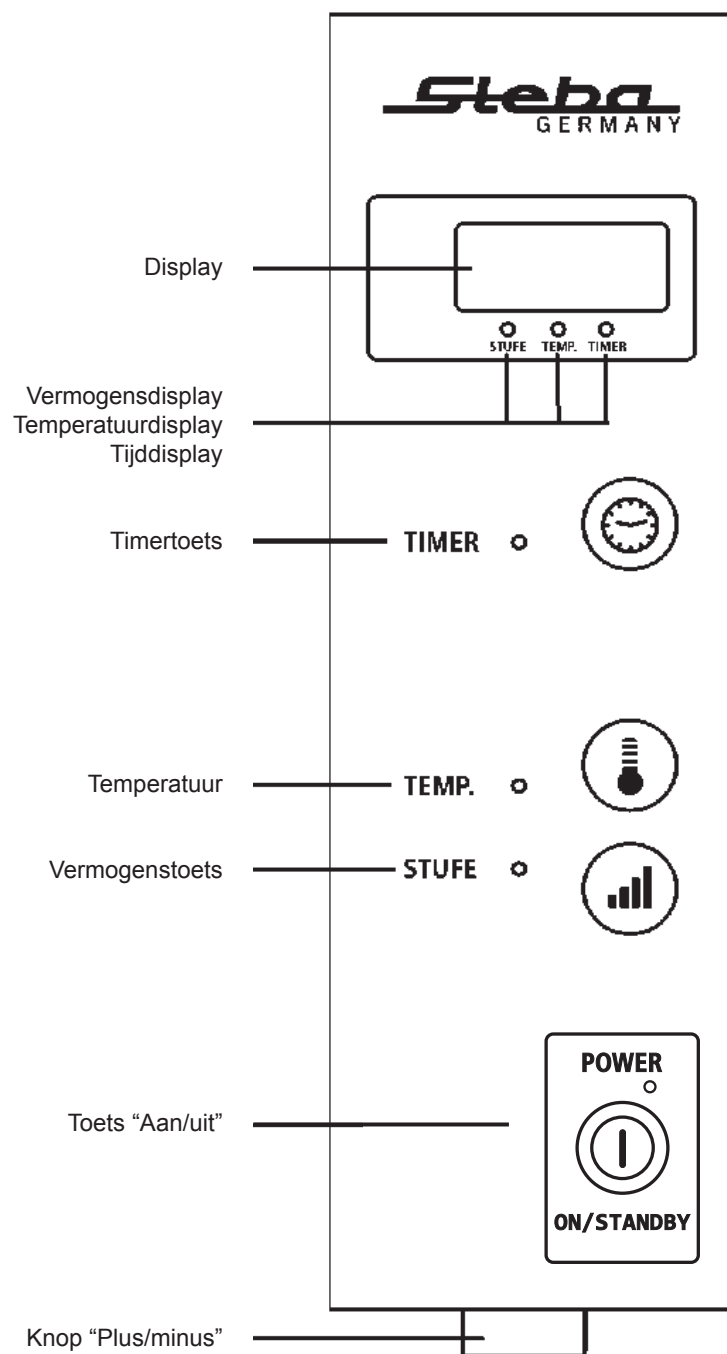 Steba
GERMANY
Display
STUFE TEMP. TIMER
Vermogensdisplay
Temperatuurdisplay
Tijddisplay
Timertoets
TIMER
Temperatuur
TEMP.
Vermogenstoets
STUFE
POWER
Toets “Aan/uit”
ON/STANDBY
Knop “Plus/minus”